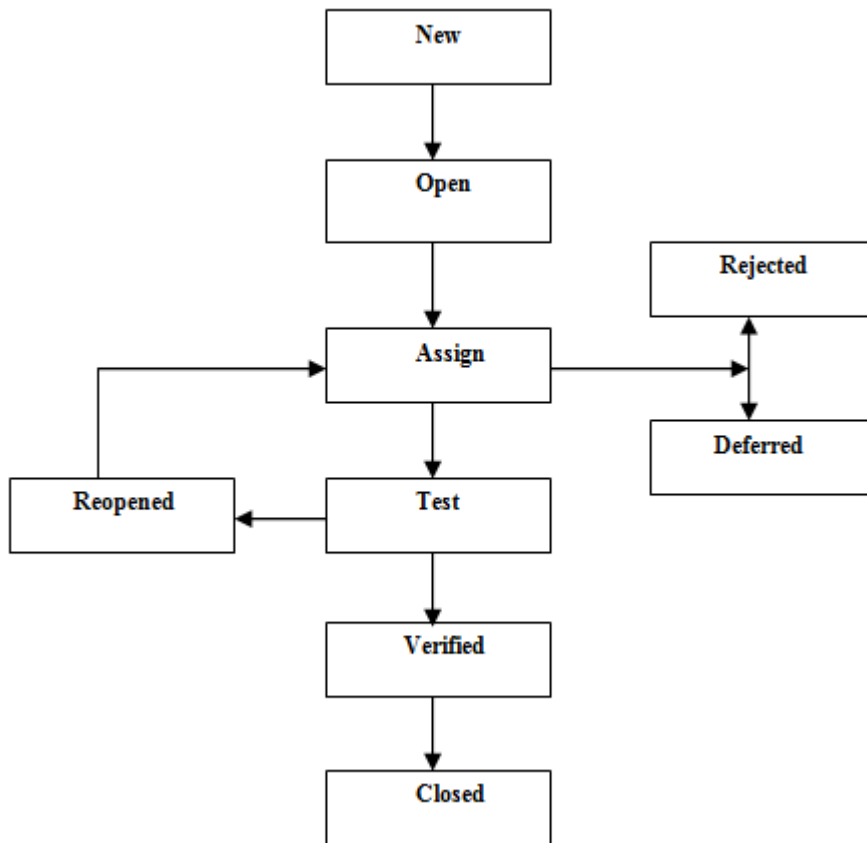 New
Open
Rejected
Assign
Deferred
Reopened
Test
Verified
Closed